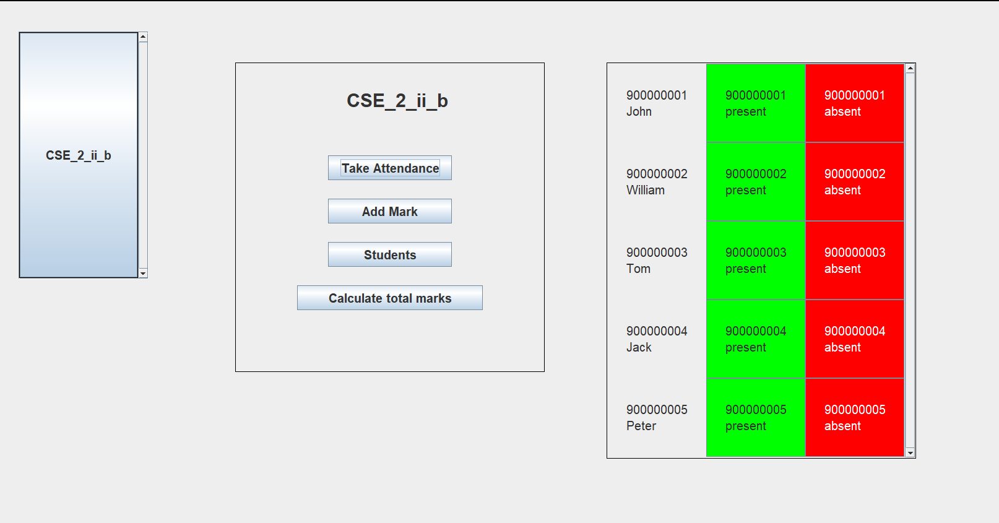 CSE_2_ii_b
CSE_2_ii_b
Take Attendance
Add Mark
Students
Calculate total marks
900000001 900000001 900000001
John present absent
900000002 900000002 900000002
William present absent
900000003 900000003 900000003
Tom present absent
900000004 900000004 900000004
Jack present absent
900000005 900000005 900000005
Peter present absent